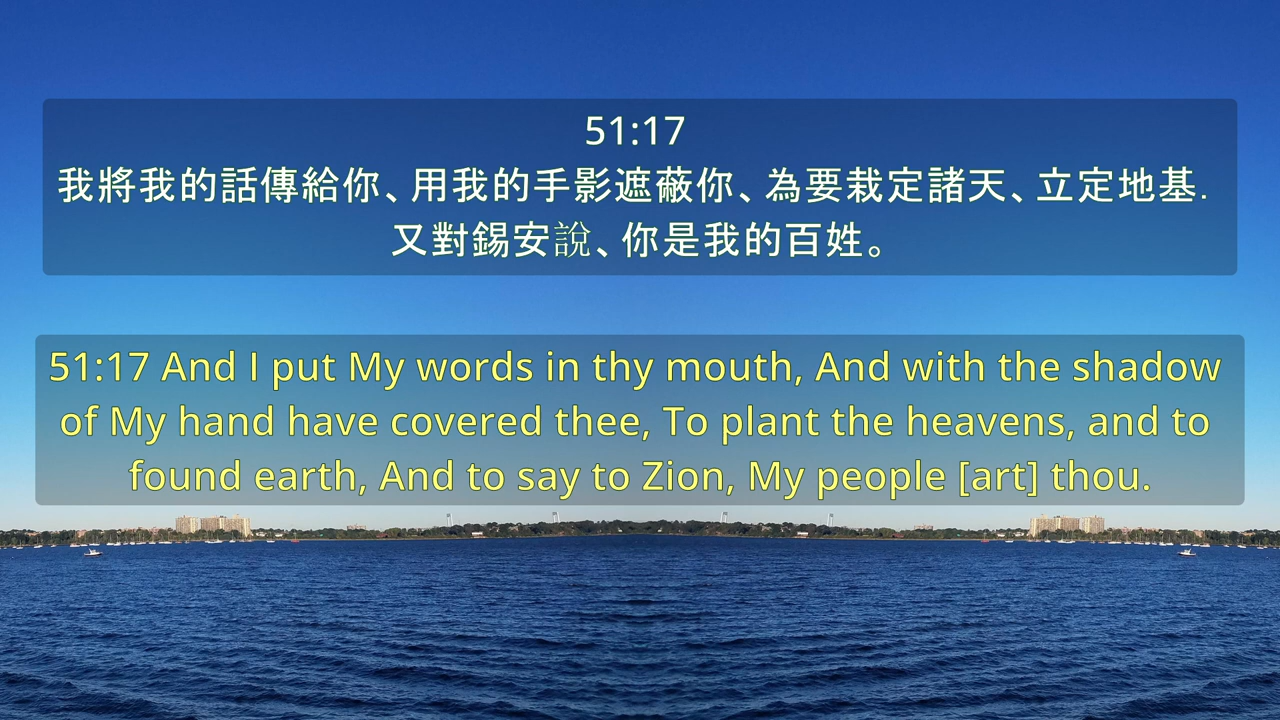 51:17
我將我的話傳給你、用我的手影遮蔽你、為要栽定諸天、立定地基.
又對錫安說、你是我的百姓。
51:17 And I put My words in thy mouth, And with the shadow
of My hand have covered thee, To plant the heavens, and to
found earth, And to say to Zion, My people [art] thou.